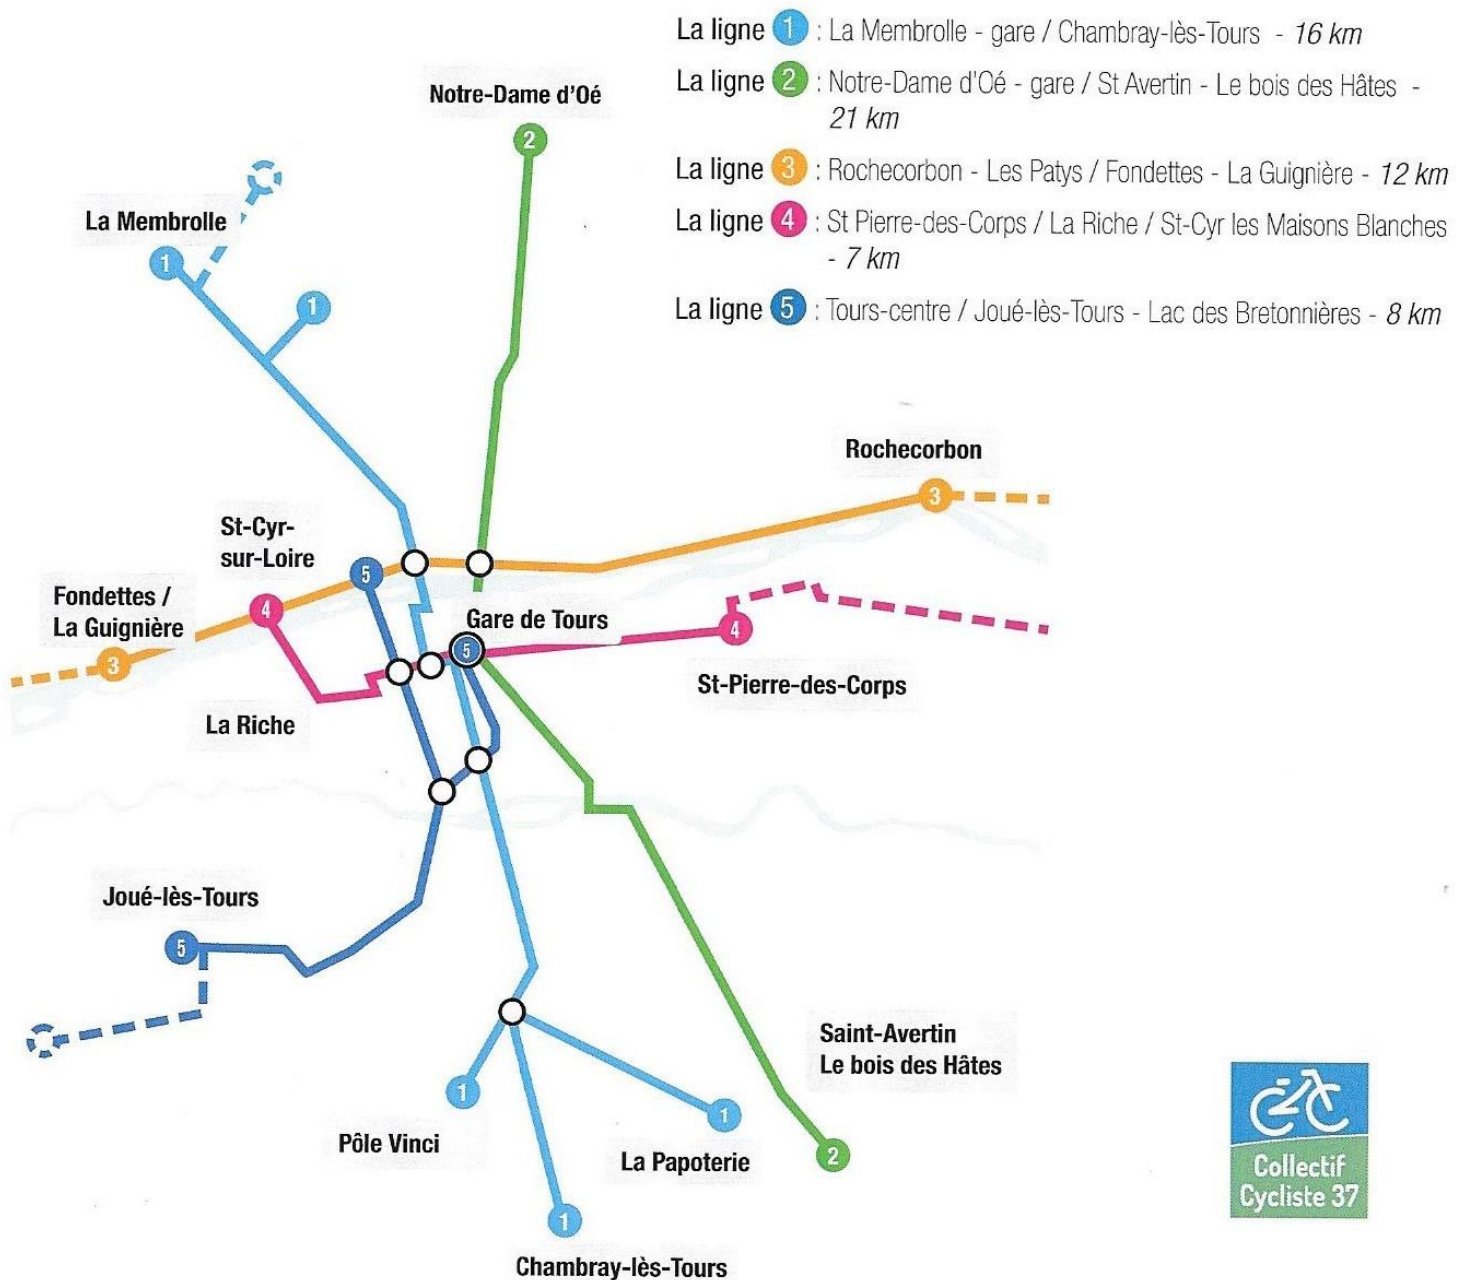 La ligne 1 : La Membrolle - gare / Chambray-lès-Tours - 16 km
La ligne 2 : Notre-Dame d'Oé - gare / St Avertin - Le bois des Hâtes -
21 km
La ligne 3 : Rochecorbon - Les Patys / Fondettes - La Guignière - 12 km
La ligne 4 : St Pierre-des-Corps / La Riche / St-Cyr les Maisons Blanches
- 7 km
La ligne 5 : Tours-centre / Joué-lès-Tours - Lac des Bretonnières - 8 km
Notre-Dame d'Oé
2
La Membrolle
1
1
Rochecorbon
3
St-Cyr-
sur-Loire
5
Fondettes /
La Guignière
4
3
Gare de Tours
5
4
St-Pierre-des-Corps
La Riche
Joué-lès-Tours
5
Saint-Avertin
Le bois des Hâtes
1
1
Pôle Vinci
La Papoterie
2
1
Chambray-lès-Tours
Collectif
Cycliste 37